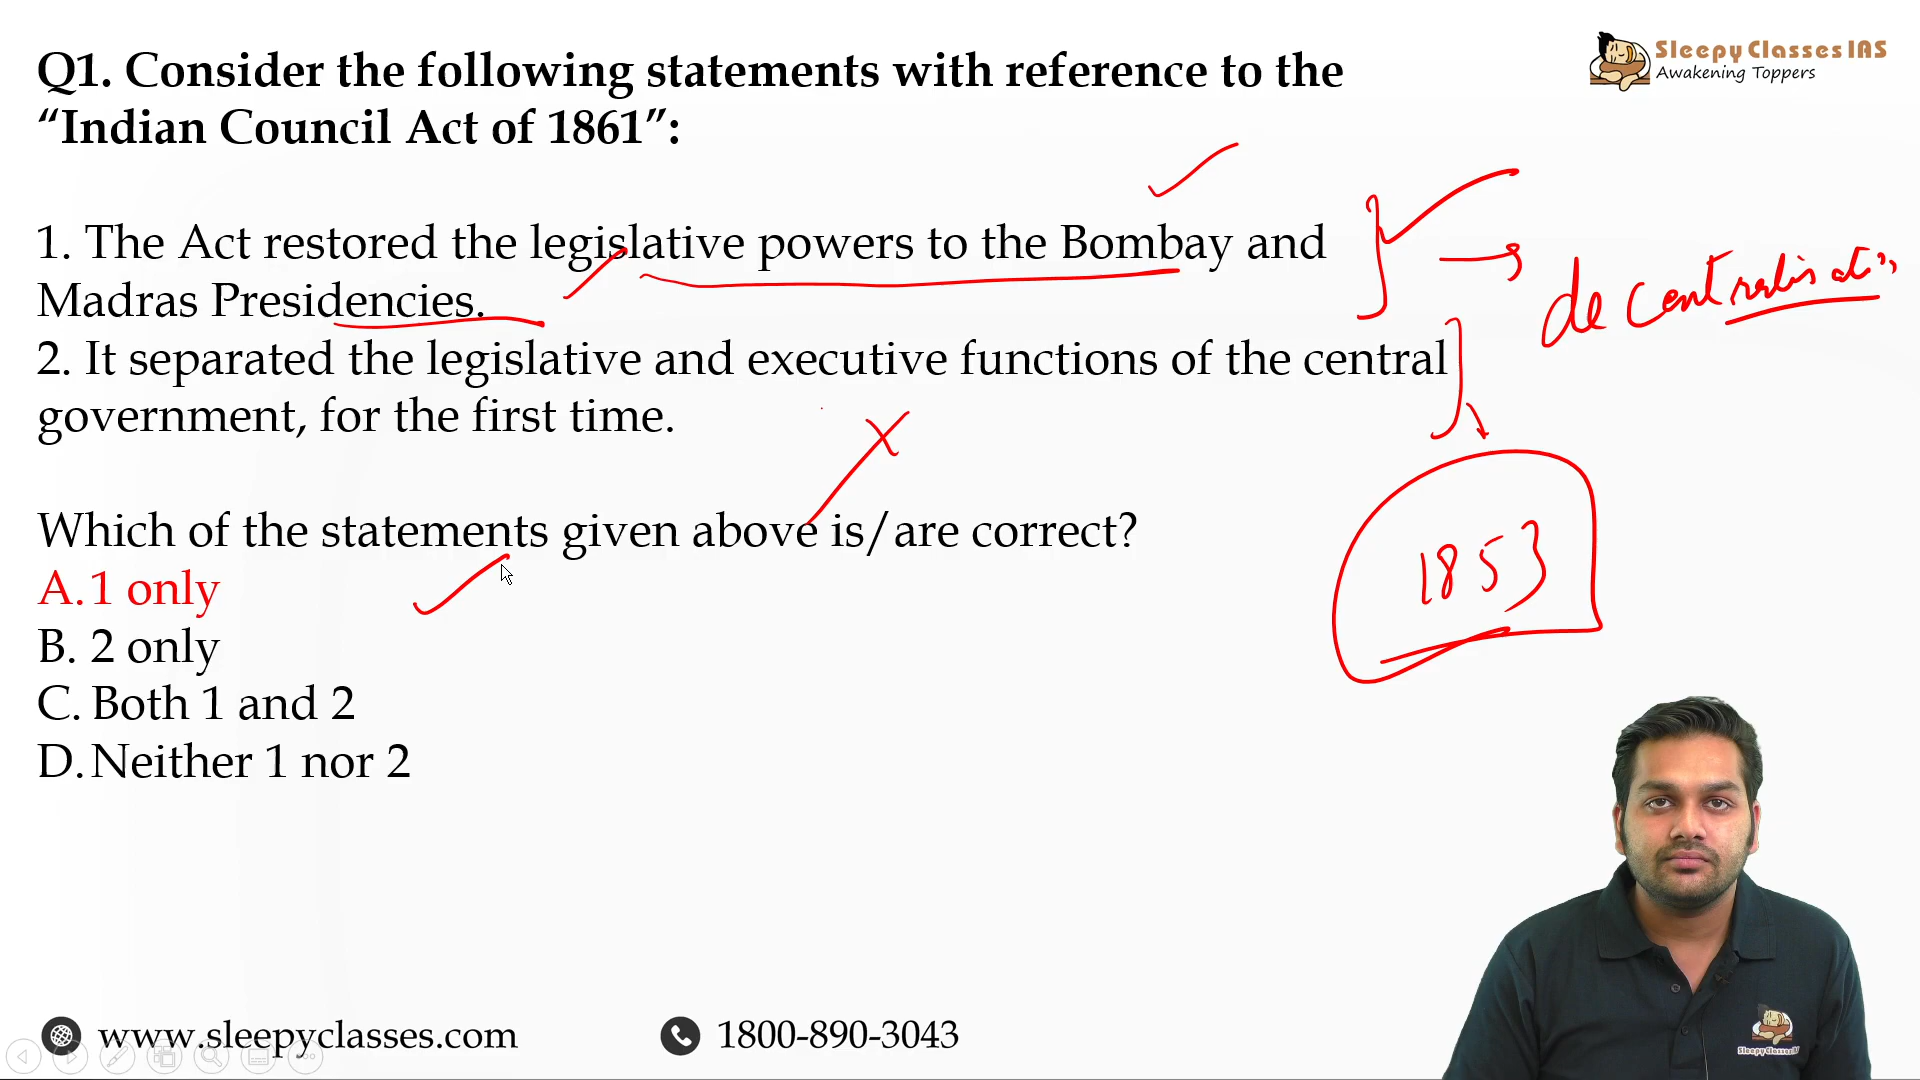 Q1. Consider the following statements with reference to the
“Indian Council Act of 1861”:
Sleepy Classes IAS
Awakening Toppers
1. The Act restored the legislative powers to the Bombay and
Madras Presidencies.
decentralisation
2. It separated the legislative and executive functions of the central
government, for the first time.
1853
Which of the statements given above is/are correct?
A. 1 only
B. 2 only
C. Both 1 and 2
D. Neither 1 nor 2
www.sleepyclasses.com
1800-890-3043
Sleepy Classes IAS